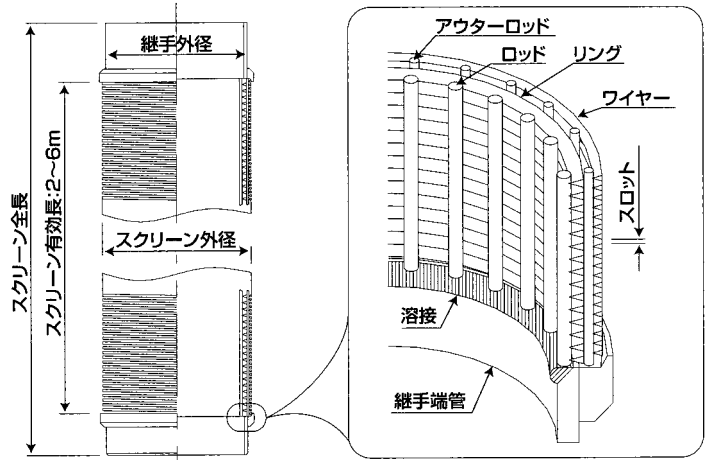 継手外径
スクリーン全長
スクリーン有効長:2~6m
スクリーン外径
アウターロッド
ロッド
リング
ワイヤー
スロット
溶接
継手端管